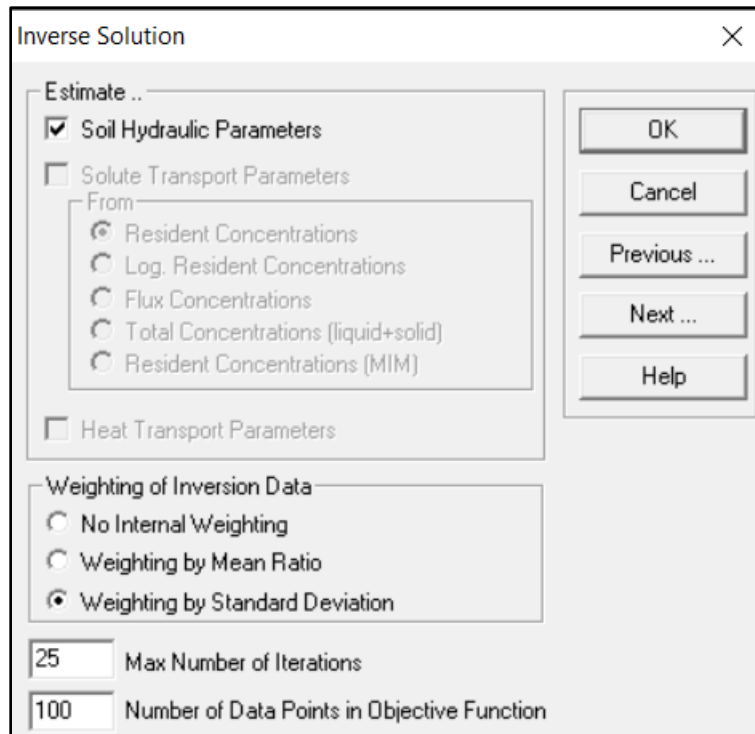 Inverse Solution
Estimate ..
Soil Hydraulic Parameters
Solute Transport Parameters
From
Resident Concentrations
Log. Resident Concentrations
Flux Concentrations
Total Concentrations (liquid+solid)
Resident Concentrations (MIM)
Heat Transport Parameters
OK
Cancel
Previous ...
Next ...
Help
Weighting of Inversion Data
No Internal Weighting
Weighting by Mean Ratio
Weighting by Standard Deviation
25 Max Number of Iterations
100 Number of Data Points in Objective Function